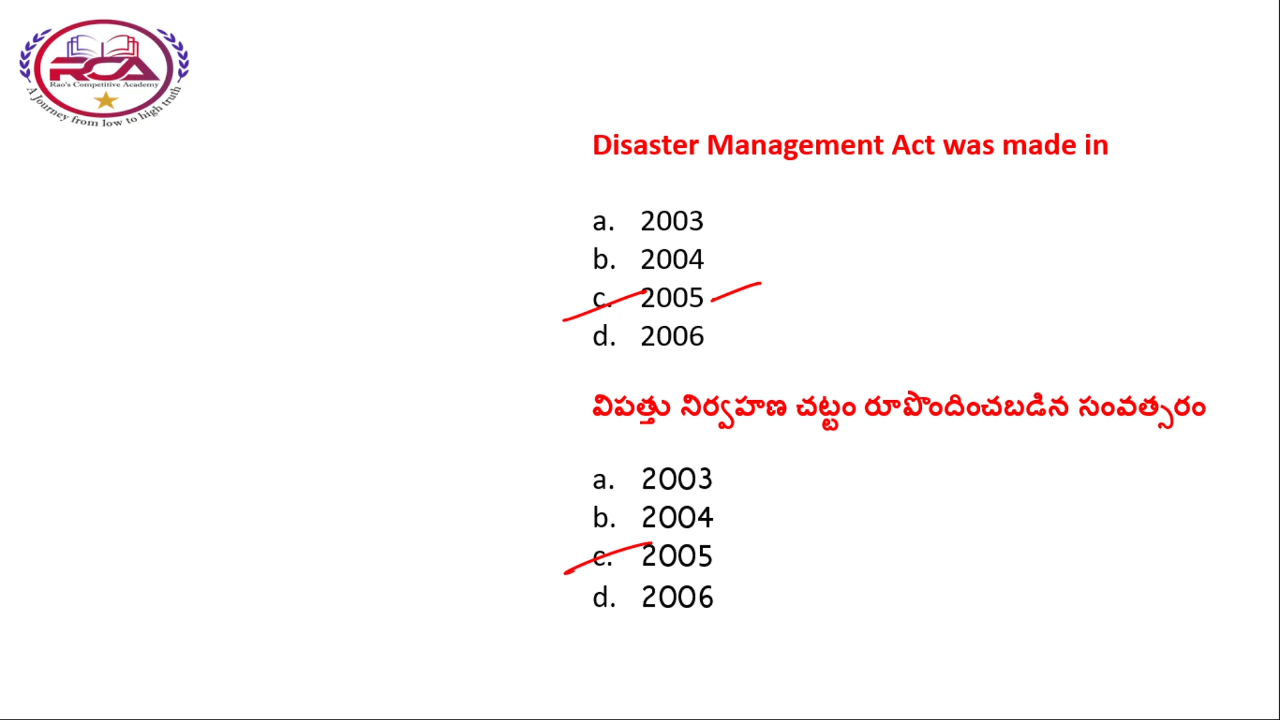 RCA
Rao's Competitive Academy
A Journey from low to high truth
Disaster Management Act was made in
a. 2003
b. 2004
c. 2005
d. 2006
విపత్తు నిర్వహణ చట్టం రూపొందించబడిన సంవత్సరం
a. 2003
b. 2004
c. 2005
d. 2006